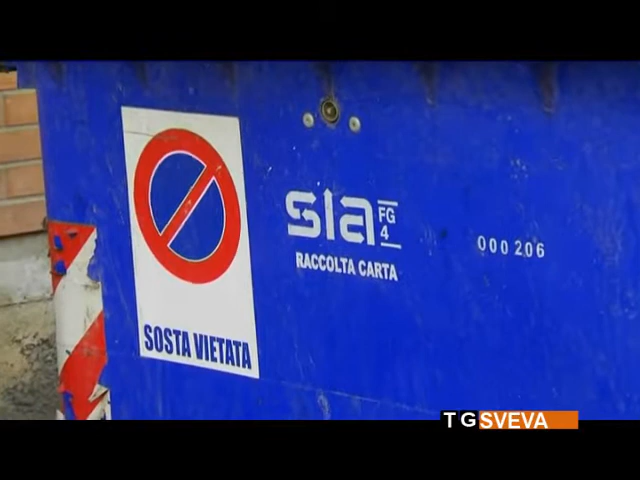 SOSTA VIETATA
sia FG
4
RACCOLTA CARTA
000 206
TG SVEVA